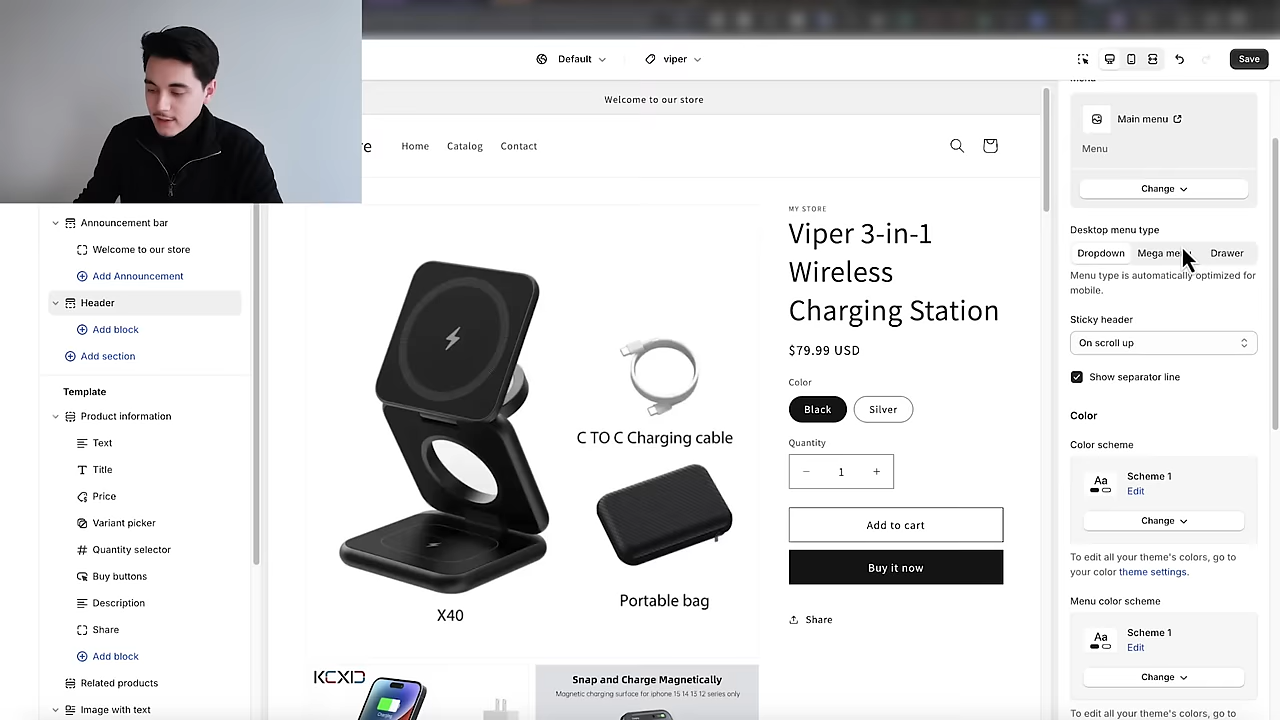 Default
viper
Save
Welcome to our store
Home
Catalog
Contact
Announcement bar
Welcome to our store
Add Announcement
Header
Add block
Add section
Template
Product information
Text
Title
Price
Variant picker
Quantity selector
Buy buttons
Description
Share
Add block
Related products
Image with text
C TO C Charging cable
X40
Portable bag
KCXID
Snap and Charge Magnetically
Magnetic charging surface for iphone 15 14 13 12 series only
MY STORE
Viper 3-in-1
Wireless
Charging Station
$79.99 USD
Color
Black
Silver
Quantity
− 1 +
Add to cart
Buy it now
Share
Main menu
Menu
Change
Desktop menu type
Dropdown
Mega me
Drawer
Menu type is automatically optimized for
mobile.
Sticky header
On scroll up
Show separator line
Color
Color scheme
Aa
Scheme 1
Edit
Change
To edit all your theme's colors, go to
your color theme settings.
Menu color scheme
Aa
Scheme 1
Edit
Change
To edit all your theme's colors, go to